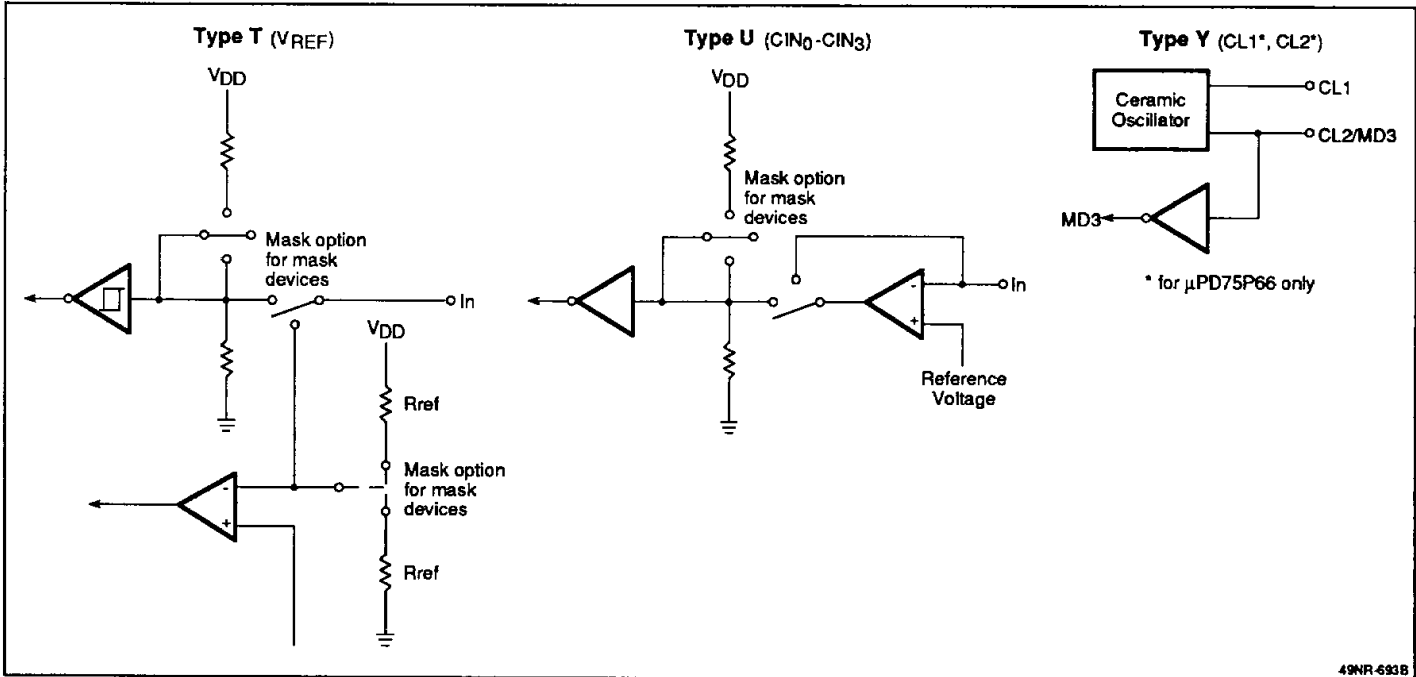 Type T (VREF)
VDD
Mask option
for mask
devices
In
VDD
Rref
-
+
Mask option
for mask
devices
Rref
Type U (CIN0-CIN3)
VDD
Mask option
for mask
devices
-
+
In
Reference
Voltage
Type Y (CL1*, CL2*)
Ceramic
Oscillator
CL1
CL2/MD3
MD3
* for µPD75P66 only
49NR-693B